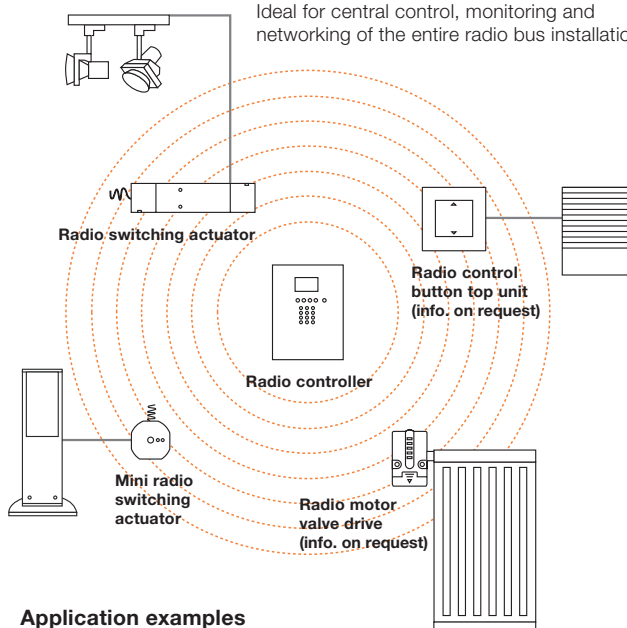 Ideal for central control, monitoring and
networking of the entire radio bus installatio
Radio switching actuator
Radio control
button top unit
(info. on request)
Radio controller
Mini radio
switching
actuator
Radio motor
valve drive
(info. on request)
Application examples